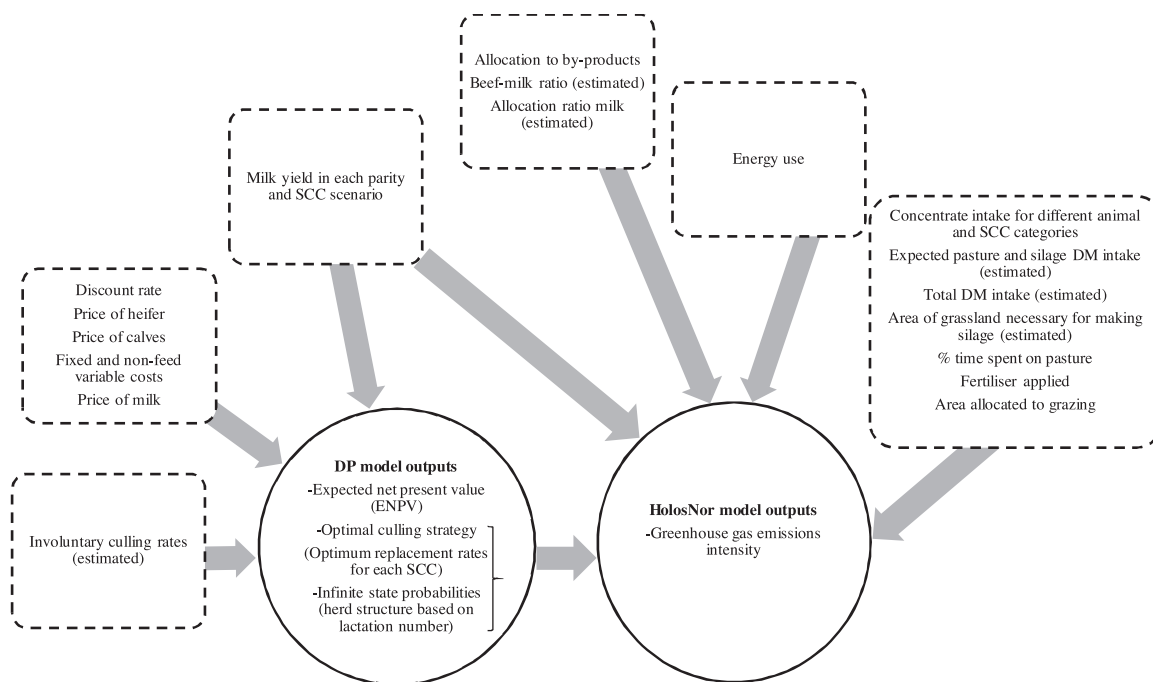 Allocation to by-products
Beef-milk ratio (estimated)
Allocation ratio milk
(estimated)
Energy use
Milk yield in each parity
and SCC scenario
Concentrate intake for different animal
and SCC categories
Expected pasture and silage DM intake
(estimated)
Total DM intake (estimated)
Area of grassland necessary for making
silage (estimated)
% time spent on pasture
Fertiliser applied
Area allocated to grazing
Discount rate
Price of heifer
Price of calves
Fixed and non-feed
variable costs
Price of milk
Involuntary culling rates
(estimated)
DP model outputs
-Expected net present value
(ENPV)
-Optimal culling strategy
(Optimum replacement rates
for each SCC)
-Infinite state probabilities
(herd structure based on
lactation number)
HolosNor model outputs
-Greenhouse gas emissions
intensity